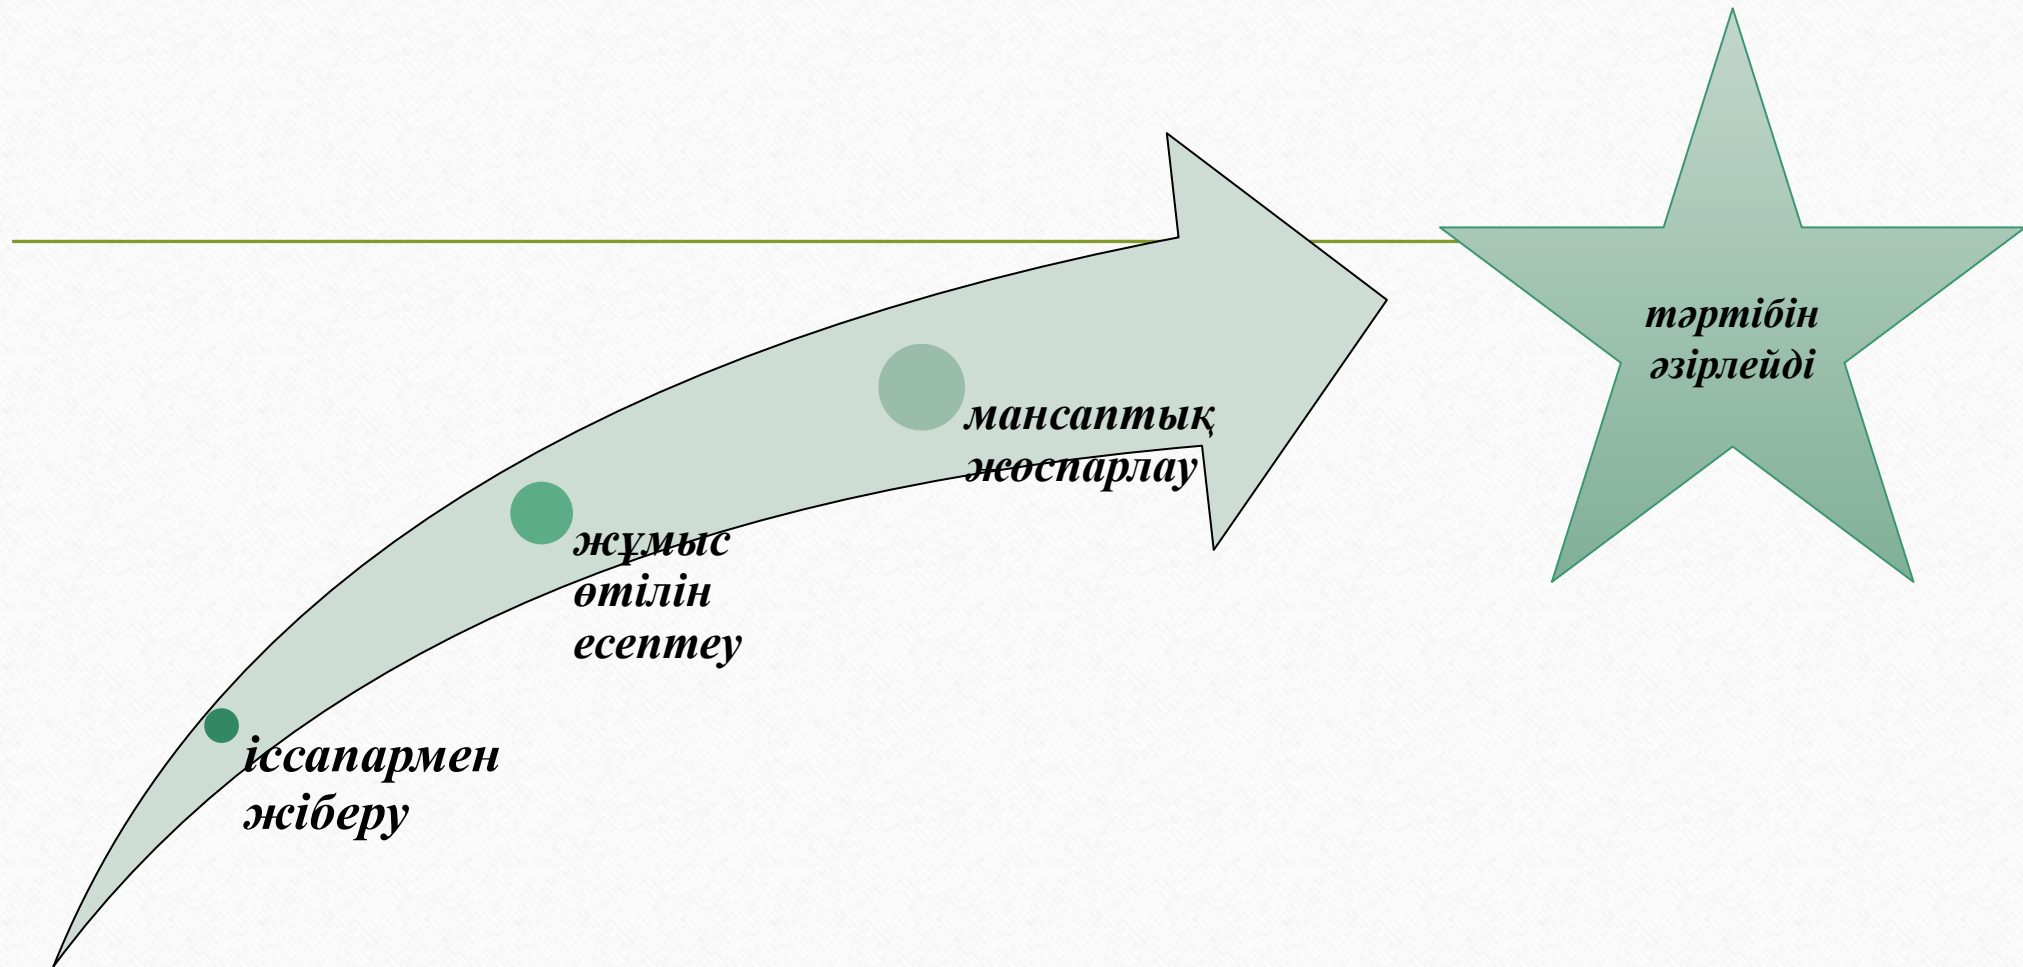 іссапармен
жіберу
жұмыс
өтілін
есептеу
мансаптық
жоспарлау
тәртібін
әзірлейді